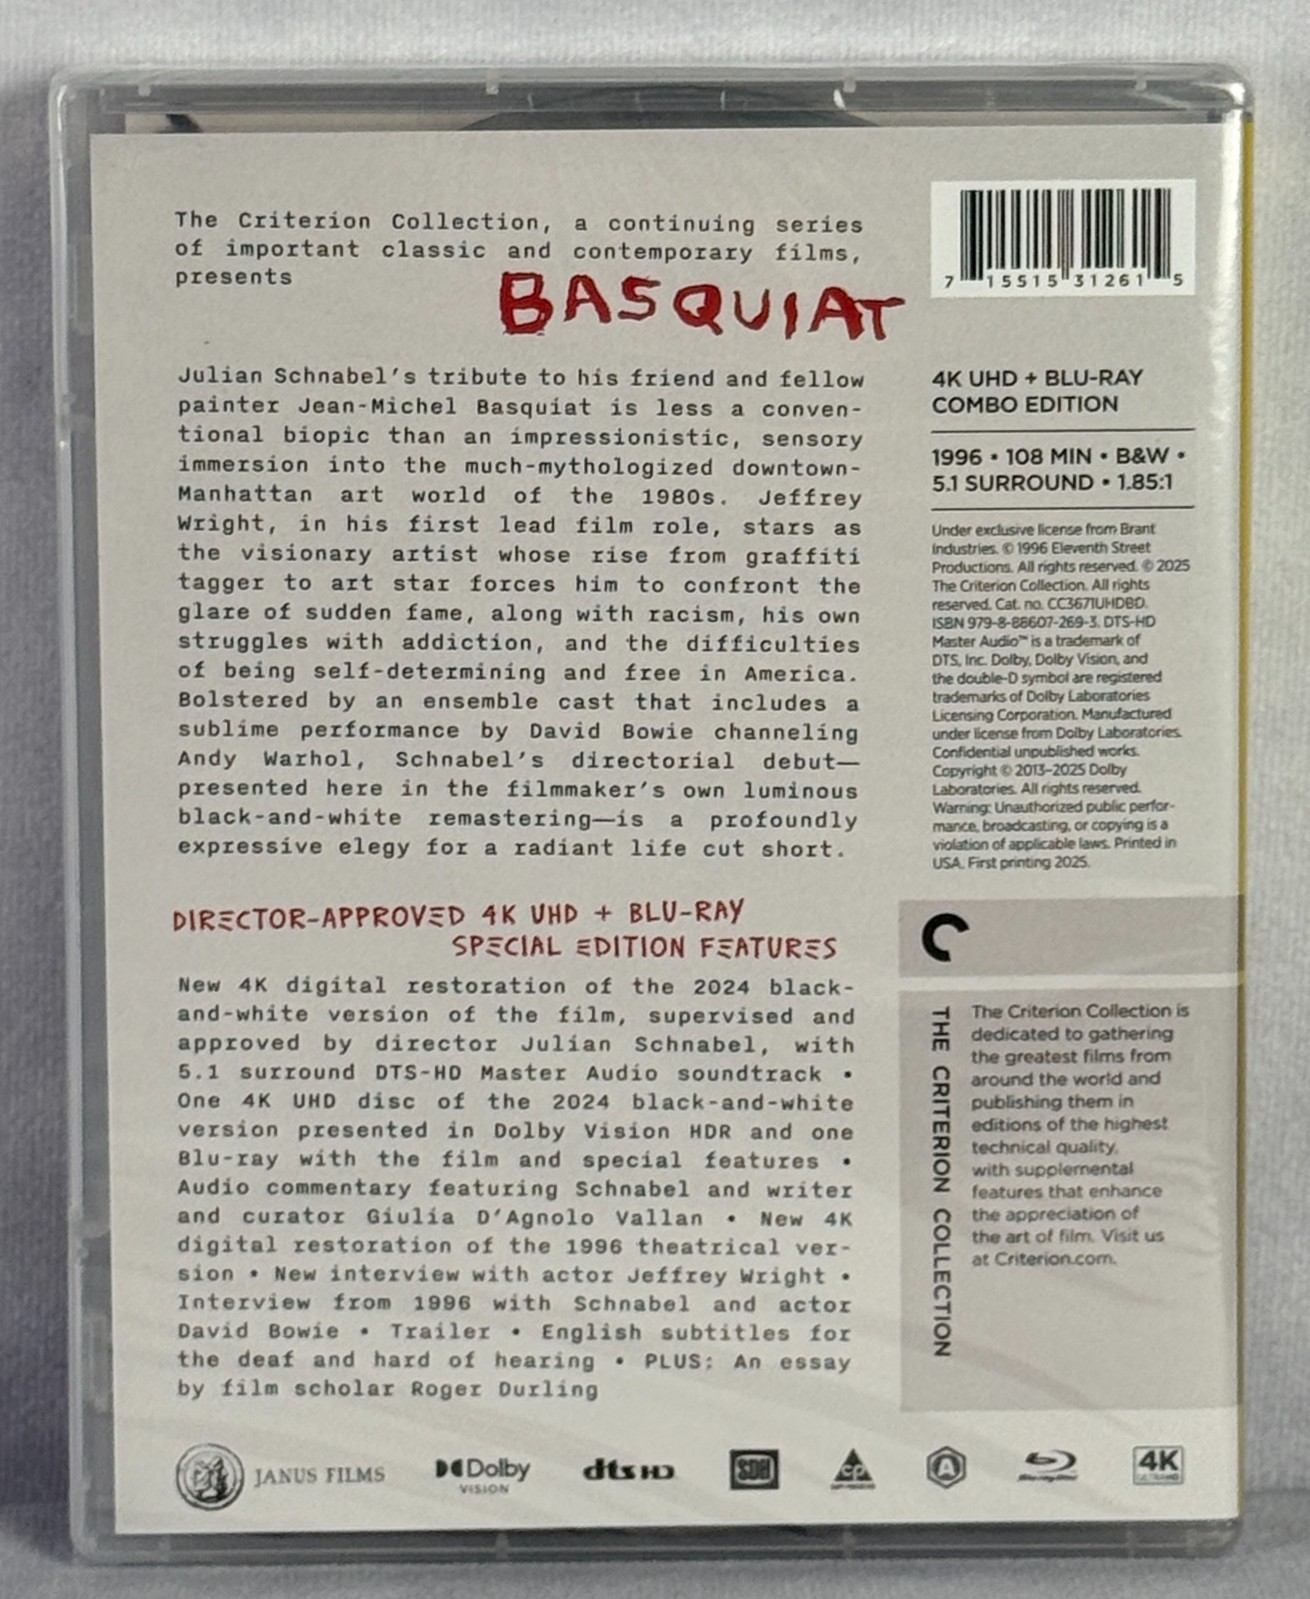 The Criterion Collection, a continuing series
of important classic and contemporary films,
presents
BASQUIAT
Julian Schnabel's tribute to his friend and fellow
painter Jean-Michel Basquiat is less a conven-
tional biopic than an impressionistic, sensory
immersion into the much-mythologized downtown-
Manhattan art world of the 1980s. Jeffrey
Wright, in his first lead film role, stars as
the visionary artist whose rise from graffiti
tagger to art star forces him to confront the
glare of sudden fame, along with racism, his own
struggles with addiction, and the difficulties
of being self-determining and free in America.
Bolstered by an ensemble cast that includes a
sublime performance by David Bowie channeling
Andy Warhol, Schnabel's directorial debut—
presented here in the filmmaker's own luminous
black-and-white remastering—is a profoundly
expressive elegy for a radiant life cut short.
DIRECTOR-APPROVED 4K UHD + BLU-RAY
SPECIAL EDITION FEATURES
New 4K digital restoration of the 2024 black-
and-white version of the film, supervised and
approved by director Julian Schnabel, with
5.1 surround DTS-HD Master Audio soundtrack •
One 4K UHD disc of the 2024 black-and-white
version presented in Dolby Vision HDR and one
Blu-ray with the film and special features •
Audio commentary featuring Schnabel and writer
and curator Giulia D'Agnolo Vallan • New 4K
digital restoration of the 1996 theatrical ver-
sion • New interview with actor Jeffrey Wright •
Interview from 1996 with Schnabel and actor
David Bowie • Trailer • English subtitles for
the deaf and hard of hearing • PLUS: An essay
by film scholar Roger Durling
7 15515 31261 5
4K UHD + BLU-RAY
COMBO EDITION
1996 • 108 MIN • B&W •
5.1 SURROUND • 1.85:1
Under exclusive license from Brant
Industries. © 1996 Eleventh Street
Productions. All rights reserved. © 2025
The Criterion Collection. All rights
reserved. Cat. no. CC3671UHDBD.
ISBN 979-8-88607-269-3. DTS-HD
Master Audio™ is a trademark of
DTS, Inc. Dolby, Dolby Vision, and
the double-D symbol are registered
trademarks of Dolby Laboratories
Licensing Corporation. Manufactured
under license from Dolby Laboratories.
Confidential unpublished works.
Copyright © 2013–2025 Dolby
Laboratories. All rights reserved.
Warning: Unauthorized public perfor-
mance, broadcasting, or copying is a
violation of applicable laws. Printed in
USA. First printing 2025.
THE CRITERION COLLECTION
The Criterion Collection is
dedicated to gathering
the greatest films from
around the world and
publishing them in
editions of the highest
technical quality,
with supplemental
features that enhance
the appreciation of
the art of film. Visit us
at Criterion.com.
JANUS FILMS
Dolby
VISION
dts HD
SDH
cp
A
Blu-ray Disc
4K
ULTRA HD